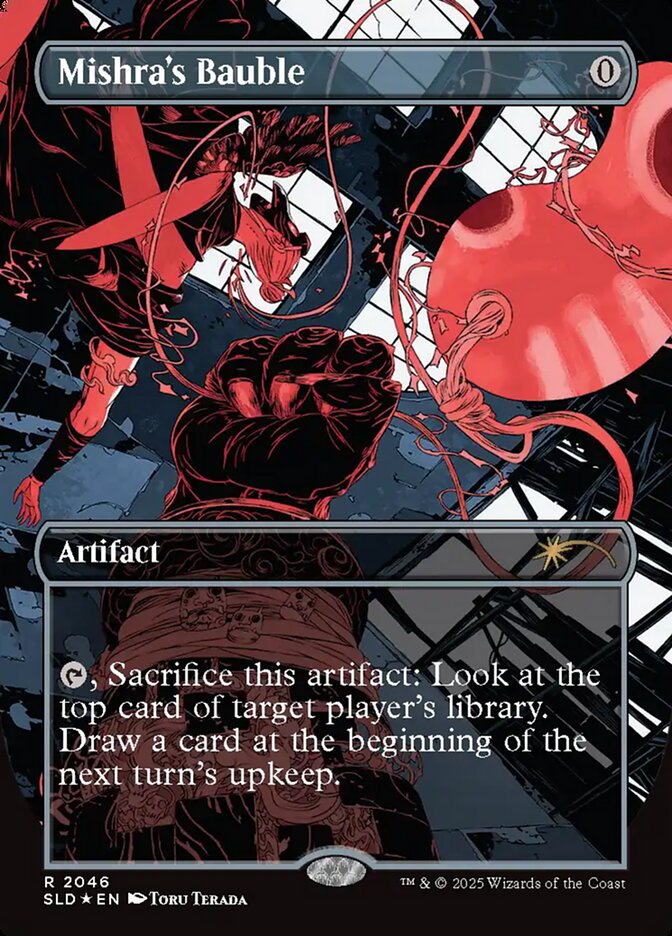 Mishra's Bauble 0
Artifact
, Sacrifice this artifact: Look at the
top card of target player's library.
Draw a card at the beginning of the
next turn's upkeep.
R 2046
SLD★EN Toru Terada
™ & © 2025 Wizards of the Coast